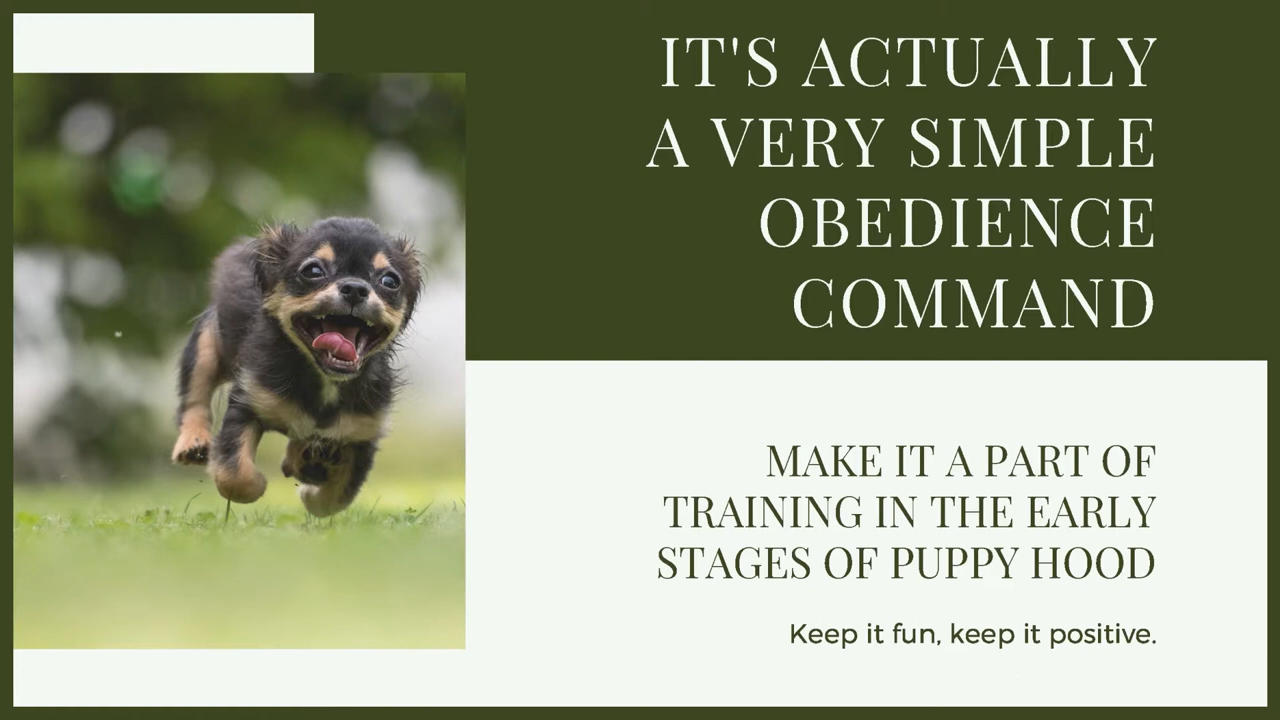 IT'S ACTUALLY
A VERY SIMPLE
OBEDIENCE
COMMAND
MAKE IT A PART OF
TRAINING IN THE EARLY
STAGES OF PUPPY HOOD
Keep it fun, keep it positive.